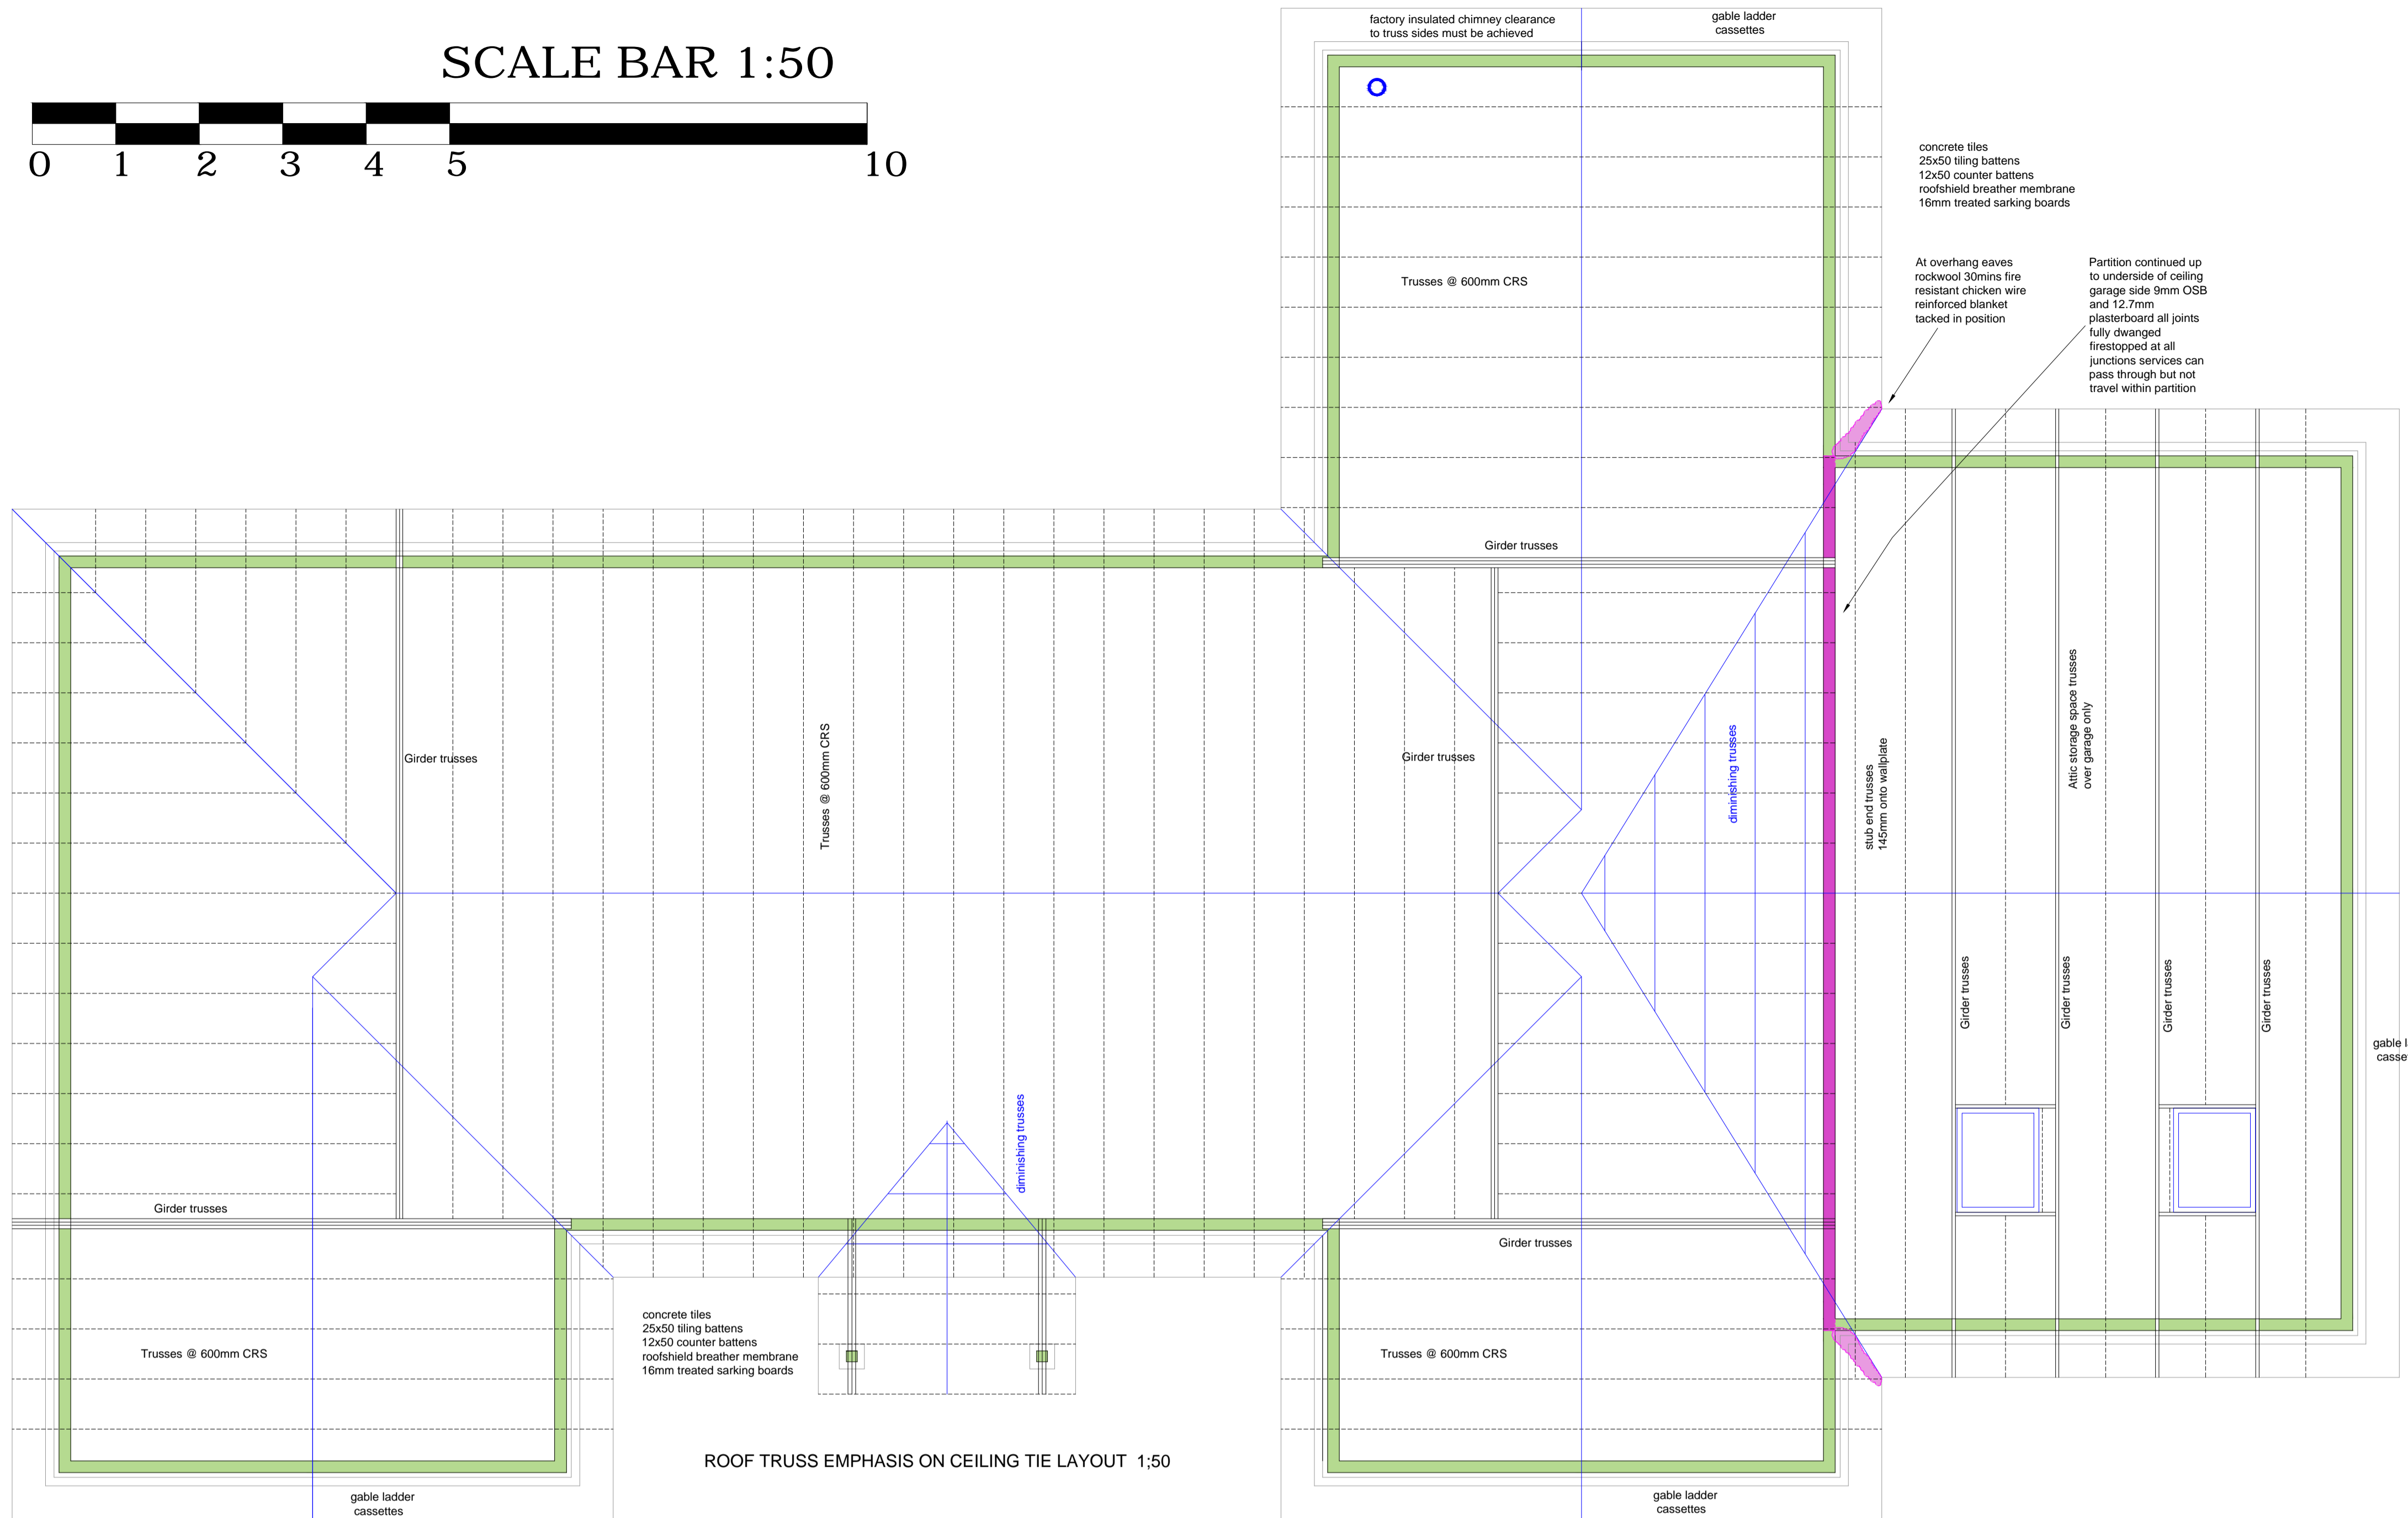 SCALE BAR 1:50
0 1 2 3 4 5 10
factory insulated chimney clearance
to truss sides must be achieved
gable ladder
cassettes
concrete tiles
25x50 tiling battens
12x50 counter battens
roofshield breather membrane
16mm treated sarking boards
At overhang eaves
rockwool 30mins fire
resistant chicken wire
reinforced blanket
tacked in position
Partition continued up
to underside of ceiling
garage side 9mm OSB
and 12.7mm
plasterboard all joints
fully dwanged
firestopped at all
junctions services can
pass through but not
travel within partition
Trusses @ 600mm CRS
Girder trusses
Girder trusses
Trusses @ 600mm CRS
Girder trusses
diminishing trusses
stub end trusses
145mm onto wallplate
Attic storage space trusses
over garage only
Girder trusses
Girder trusses
Girder trusses
Girder trusses
gable l
casse
diminishing trusses
Girder trusses
Girder trusses
Trusses @ 600mm CRS
concrete tiles
25x50 tiling battens
12x50 counter battens
roofshield breather membrane
16mm treated sarking boards
Trusses @ 600mm CRS
ROOF TRUSS EMPHASIS ON CEILING TIE LAYOUT 1;50
gable ladder
cassettes
gable ladder
cassettes